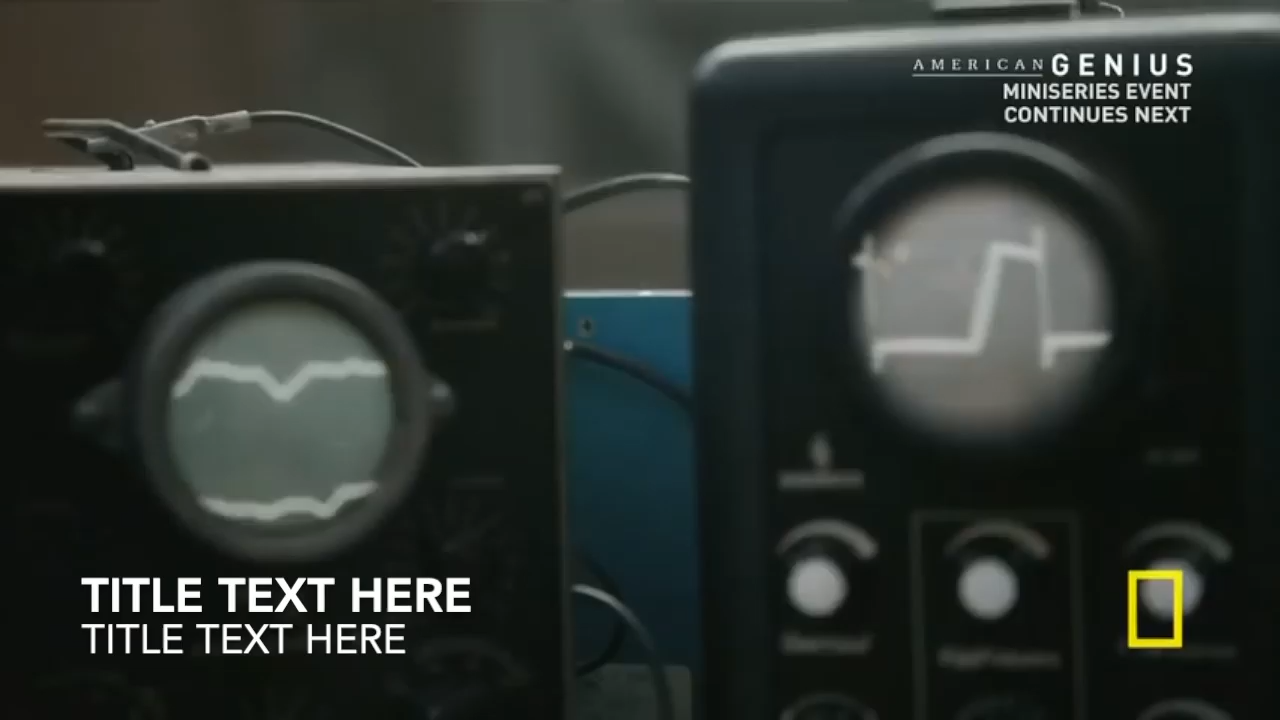 AMERICAN GENIUS
MINISERIES EVENT
CONTINUES NEXT
TITLE TEXT HERE
TITLE TEXT HERE